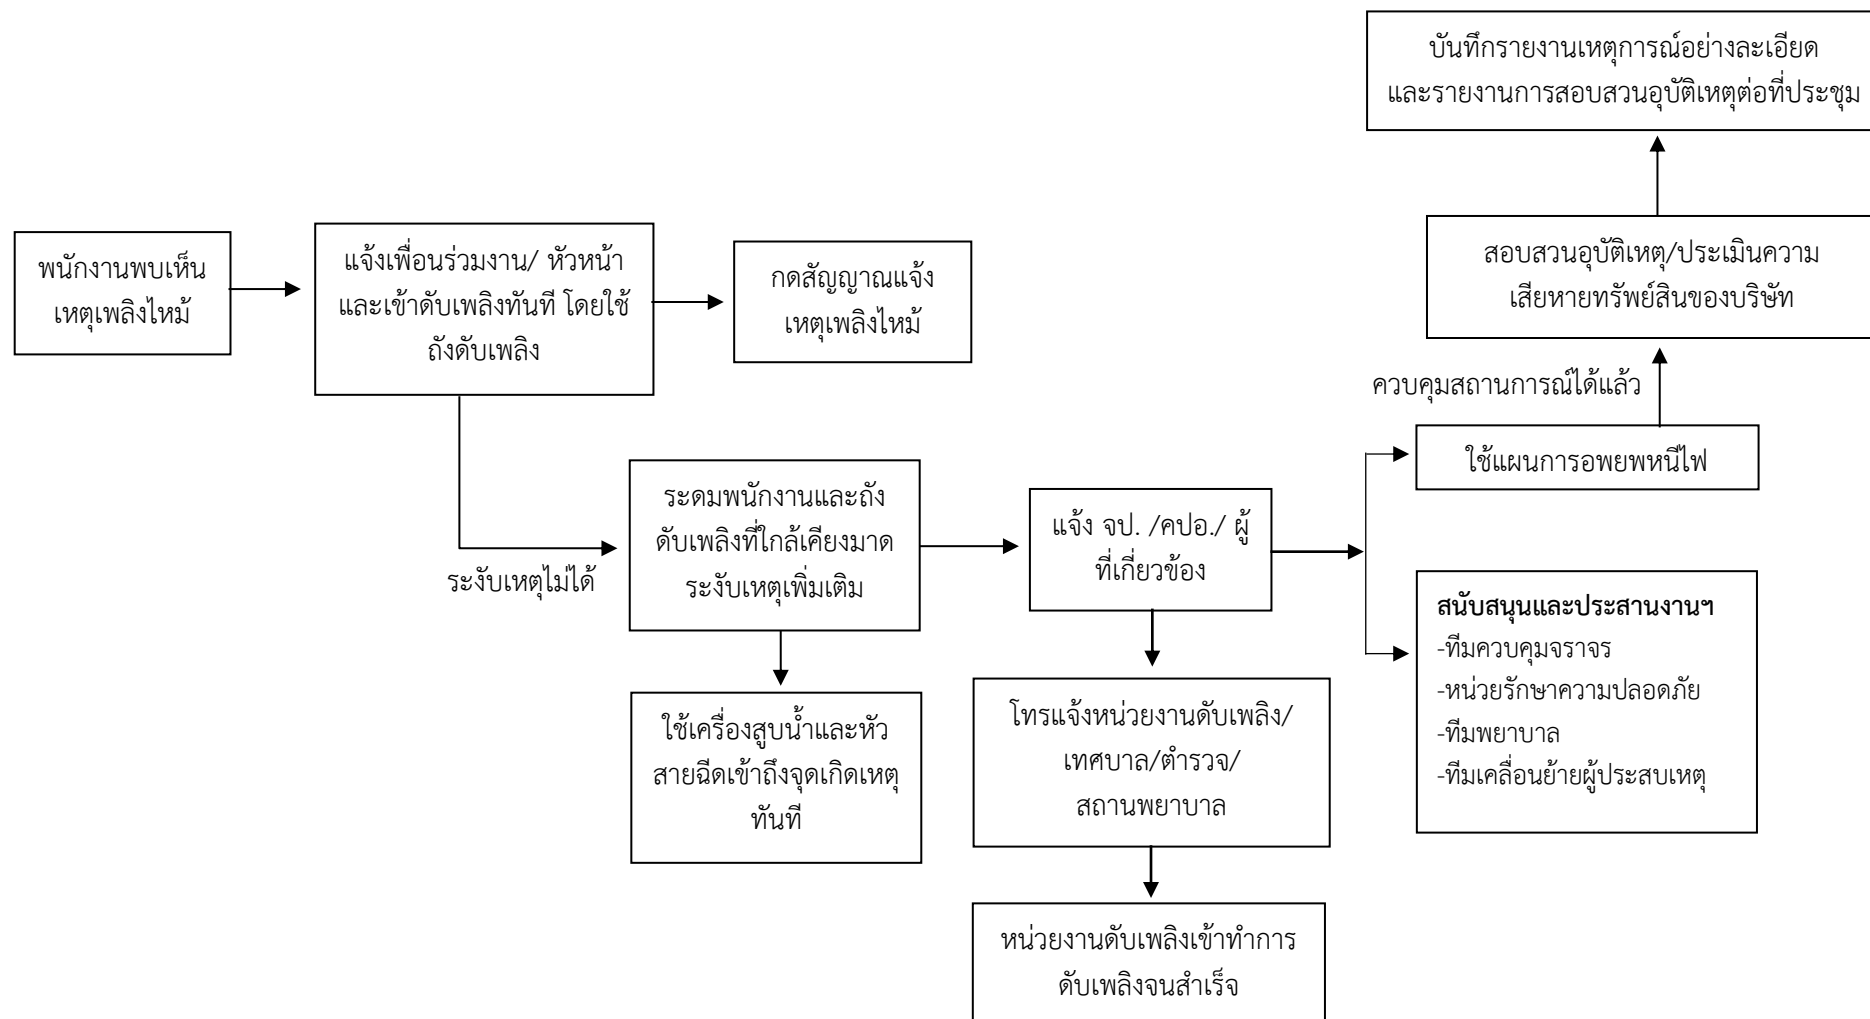 บันทึกรายงานเหตุการณ์อย่างละเอียด
และรายงานการสอบสวนอุบัติเหตุต่อที่ประชุม
พนักงานพบเห็น
เหตุเพลิงไหม้
แจ้งเพื่อนร่วมงาน/ หัวหน้า
และเข้าดับเพลิงทันที โดยใช้
ถังดับเพลิง
กดสัญญาณแจ้ง
เหตุเพลิงไหม้
สอบสวนอุบัติเหตุ/ประเมินความ
เสียหายทรัพย์สินของบริษัท
ควบคุมสถานการณ์ได้แล้ว
ใช้แผนการอพยพหนีไฟ
ระงับเหตุไม่ได้
ระดมพนักงานและถัง
ดับเพลิงที่ใกล้เคียงมาด
ระงับเหตุเพิ่มเติม
แจ้ง จป. /คปอ./ ผู้
ที่เกี่ยวข้อง
สนับสนุนและประสานงานฯ
-ทีมควบคุมจราจร
-หน่วยรักษาความปลอดภัย
-ทีมพยาบาล
-ทีมเคลื่อนย้ายผู้ประสบเหตุ
ใช้เครื่องสูบน้ำและหัว
สายฉีดเข้าถึงจุดเกิดเหตุ
ทันที
โทรแจ้งหน่วยงานดับเพลิง/
เทศบาล/ตำรวจ/
สถานพยาบาล
หน่วยงานดับเพลิงเข้าทำการ
ดับเพลิงจนสำเร็จ